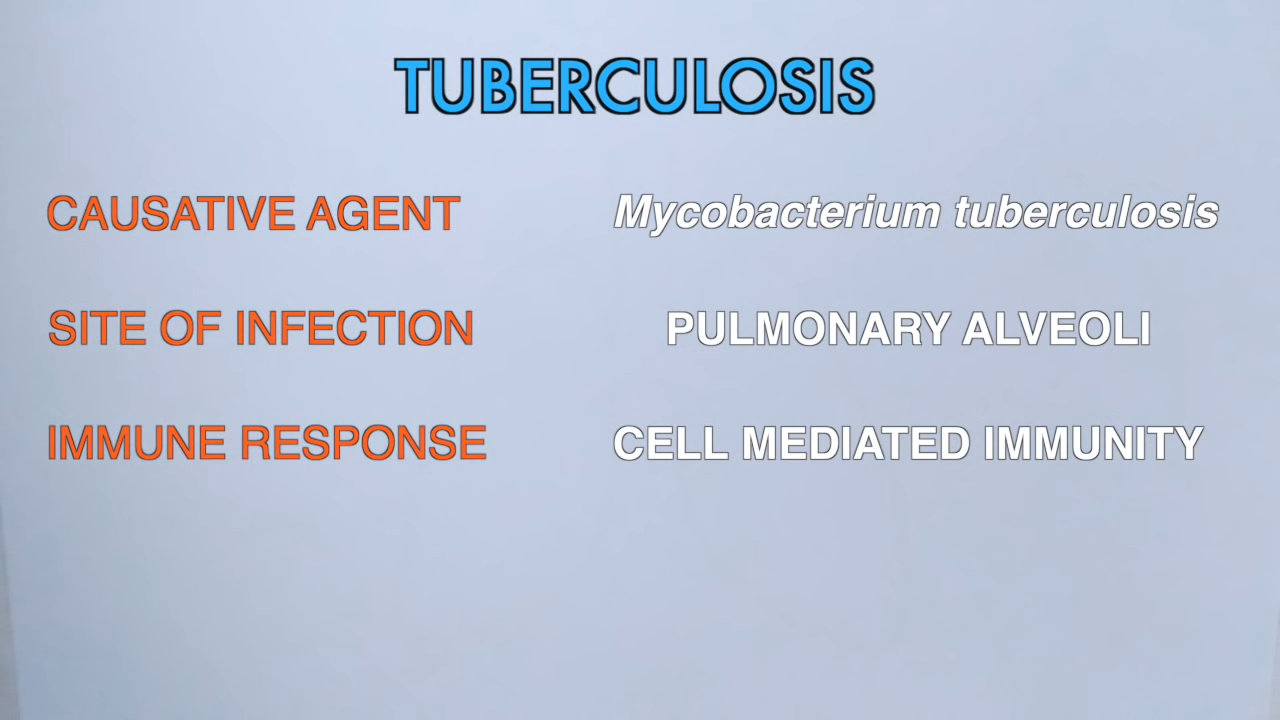 TUBERCULOSIS
CAUSATIVE AGENT Mycobacterium tuberculosis
SITE OF INFECTION PULMONARY ALVEOLI
IMMUNE RESPONSE CELL MEDIATED IMMUNITY